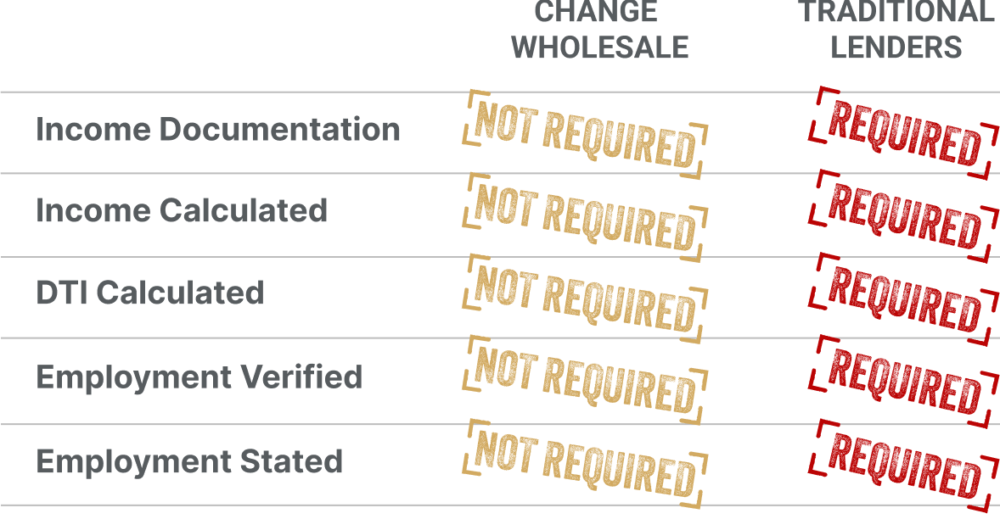 CHANGE
WHOLESALE
TRADITIONAL
LENDERS
Income Documentation
NOT REQUIRED
REQUIRED
Income Calculated
NOT REQUIRED
REQUIRED
DTI Calculated
NOT REQUIRED
REQUIRED
Employment Verified
NOT REQUIRED
REQUIRED
Employment Stated
NOT REQUIRED
REQUIRED